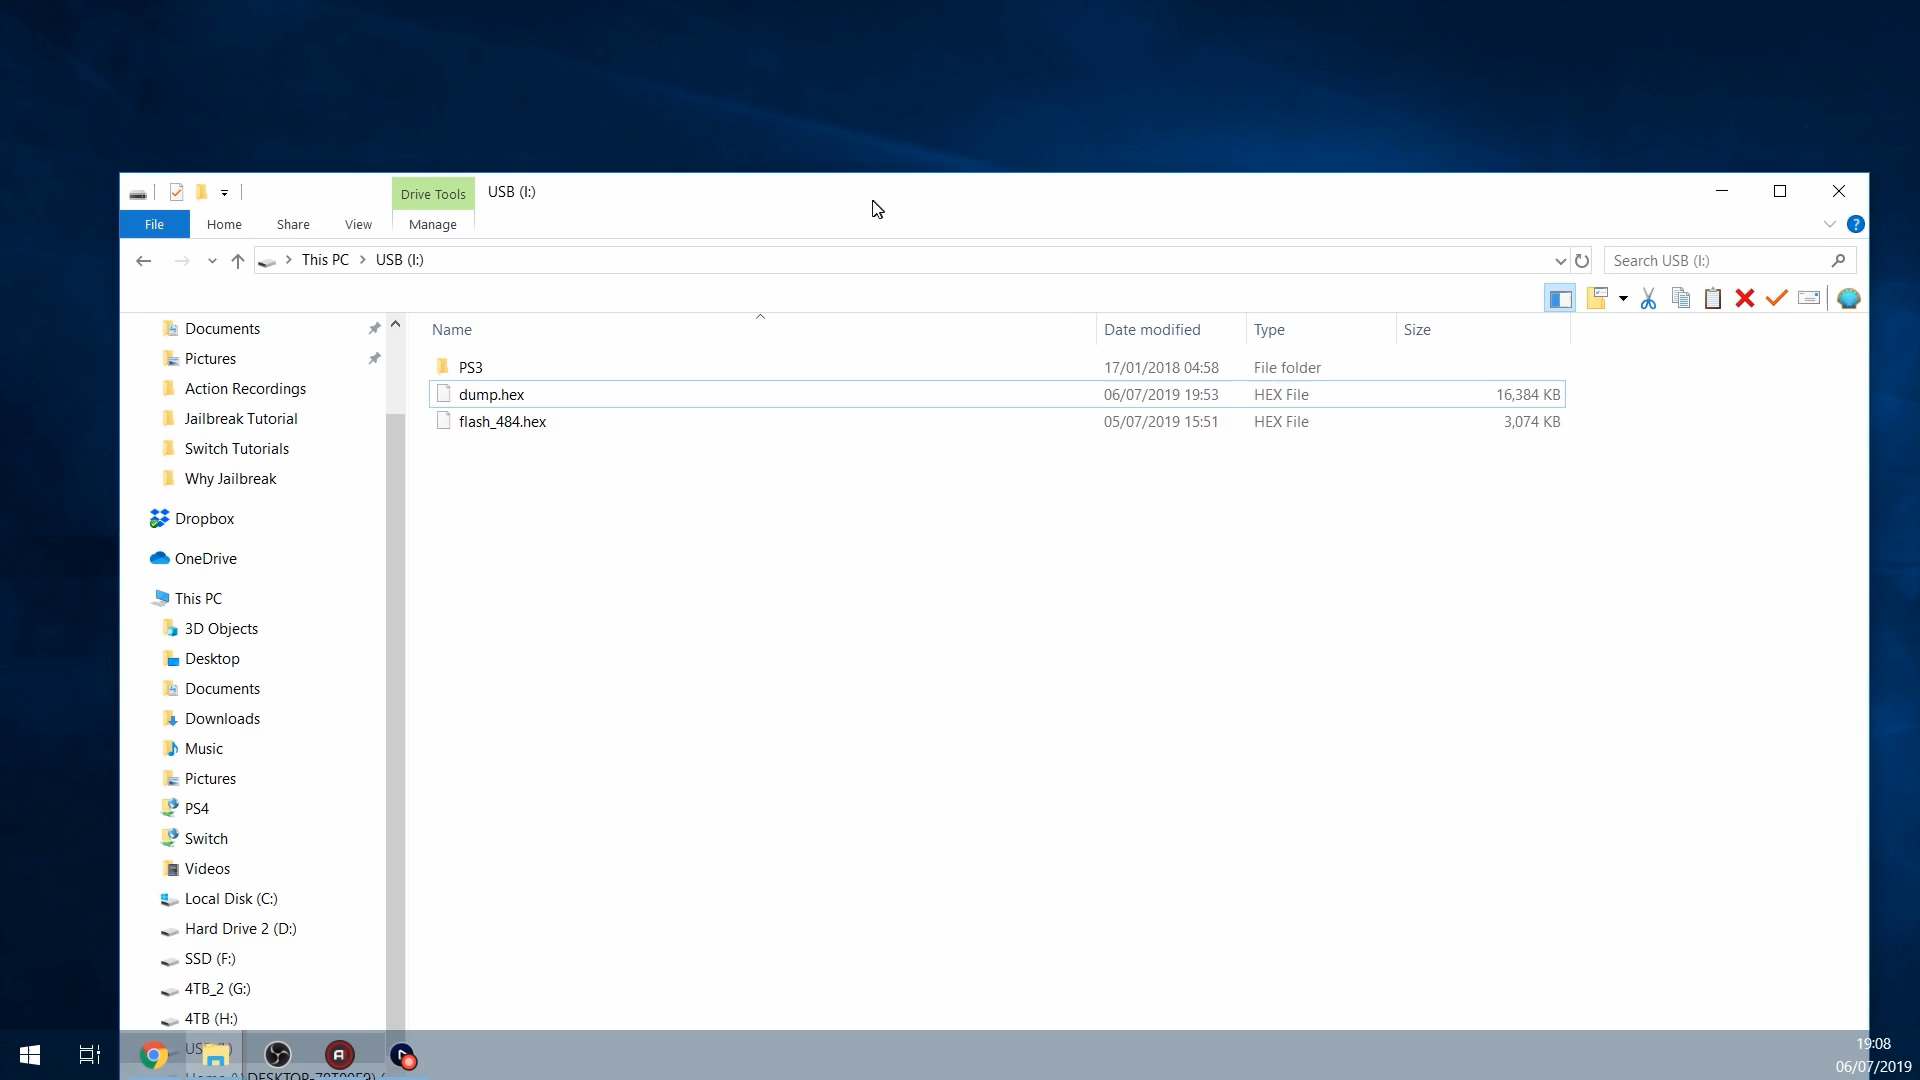 Drive Tools USB (I:)
File Home Share View Manage
This PC USB (I:) Search USB (I:)
Name Date modified Type Size
PS3 17/01/2018 04:58 File folder
dump.hex 06/07/2019 19:53 HEX File 16,384 KB
flash_484.hex 05/07/2019 15:51 HEX File 3,074 KB
Documents
Pictures
Action Recordings
Jailbreak Tutorial
Switch Tutorials
Why Jailbreak
Dropbox
OneDrive
This PC
3D Objects
Desktop
Documents
Downloads
Music
Pictures
PS4
Switch
Videos
Local Disk (C:)
Hard Drive 2 (D:)
SSD (F:)
4TB_2 (G:)
4TB (H:)
19:08
06/07/2019